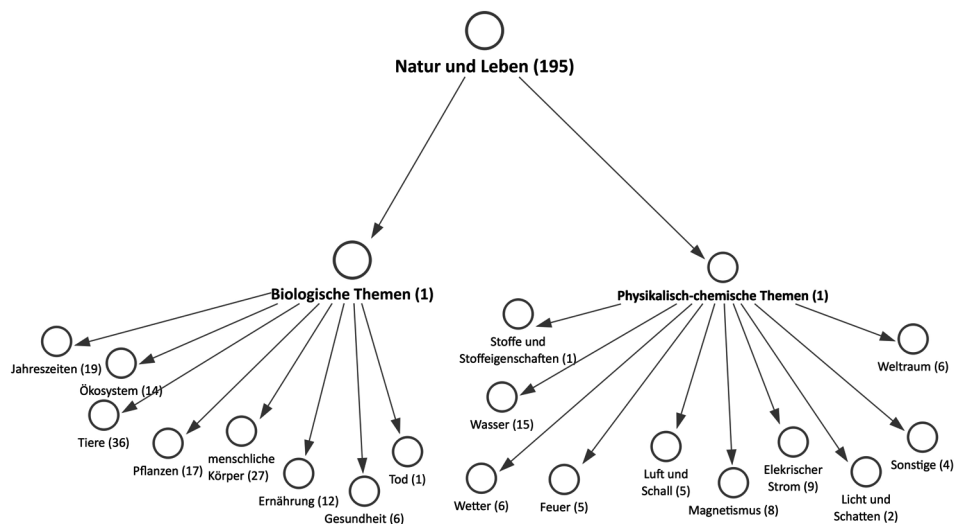 Natur und Leben (195)
Biologische Themen (1)
Physikalisch-chemische Themen (1)
Jahreszeiten (19)
Ökosystem (14)
Tiere (36)
Pflanzen (17)
menschliche
Körper (27)
Ernährung (12)
Gesundheit (6)
Tod (1)
Stoffe und
Stoffeigenschaften (1)
Wasser (15)
Wetter (6)
Feuer (5)
Luft und
Schall (5)
Magnetismus (8)
Elekrischer
Strom (9)
Licht und
Schatten (2)
Sonstige (4)
Weltraum (6)